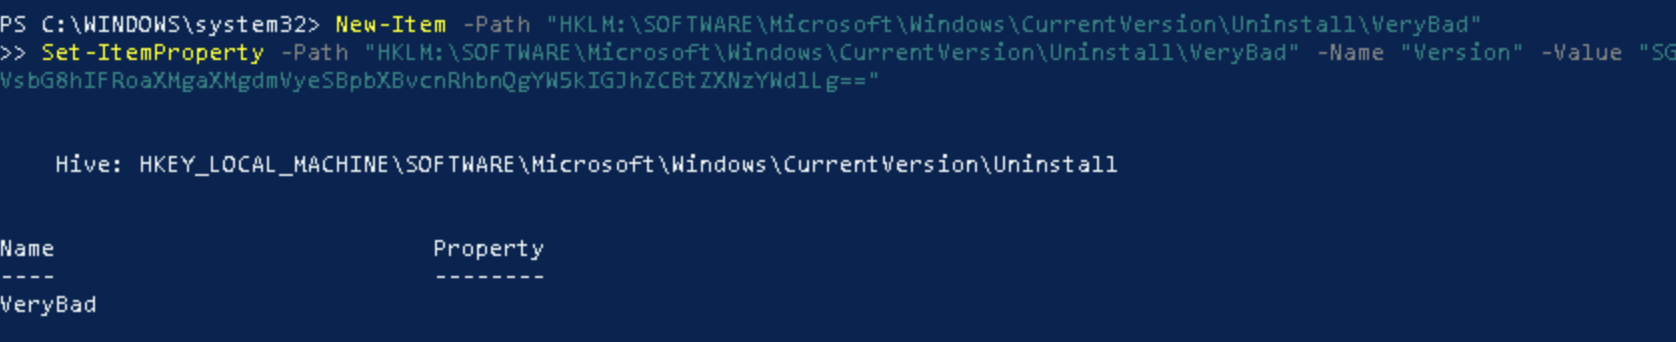 PS C:\WINDOWS\system32> New-Item -Path "HKLM:\SOFTWARE\Microsoft\Windows\CurrentVersion\Uninstall\VeryBad"
>> Set-ItemProperty -Path "HKLM:\SOFTWARE\Microsoft\Windows\CurrentVersion\Uninstall\VeryBad" -Name "Version" -Value "SG
VsbG8hIFRoaXMgaXMgdmVyeSBpbXBvcnRhbnQgYW5kIGJhZCBtZXNzYWdlLg=="
Hive: HKEY_LOCAL_MACHINE\SOFTWARE\Microsoft\Windows\CurrentVersion\Uninstall
Name Property
---- --------
VeryBad